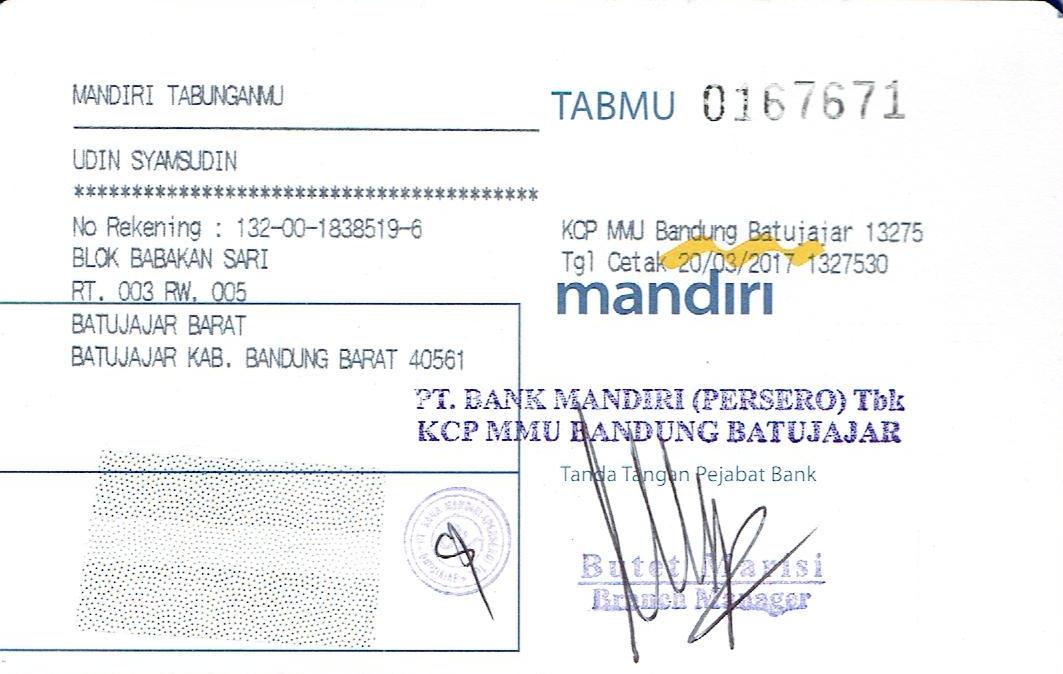 MANDIRI TABUNGANMU
TABMU 0167671
UDIN SYAMSUDIN
****************************************
No Rekening : 132-00-1838519-6
BLOK BABAKAN SARI
RT. 003 RW. 005
BATUJAJAR BARAT
BATUJAJAR KAB. BANDUNG BARAT 40561
KCP MMU Bandung Batujajar 13275
Tgl Cetak 20/03/2017 1327530
mandiri
PT. BANK MANDIRI (PERSERO) Tbk
KCP MMU BANDUNG BATUJAJAR
Tanda Tangan Pejabat Bank
Butet Marisi
Branch Manager